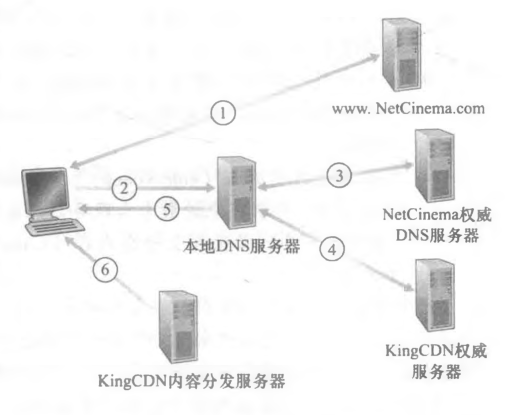 www. NetCinema.com
①
②
③
NetCinema权威
DNS服务器
⑤
本地DNS服务器
④
⑥
KingCDN权威
服务器
KingCDN内容分发服务器